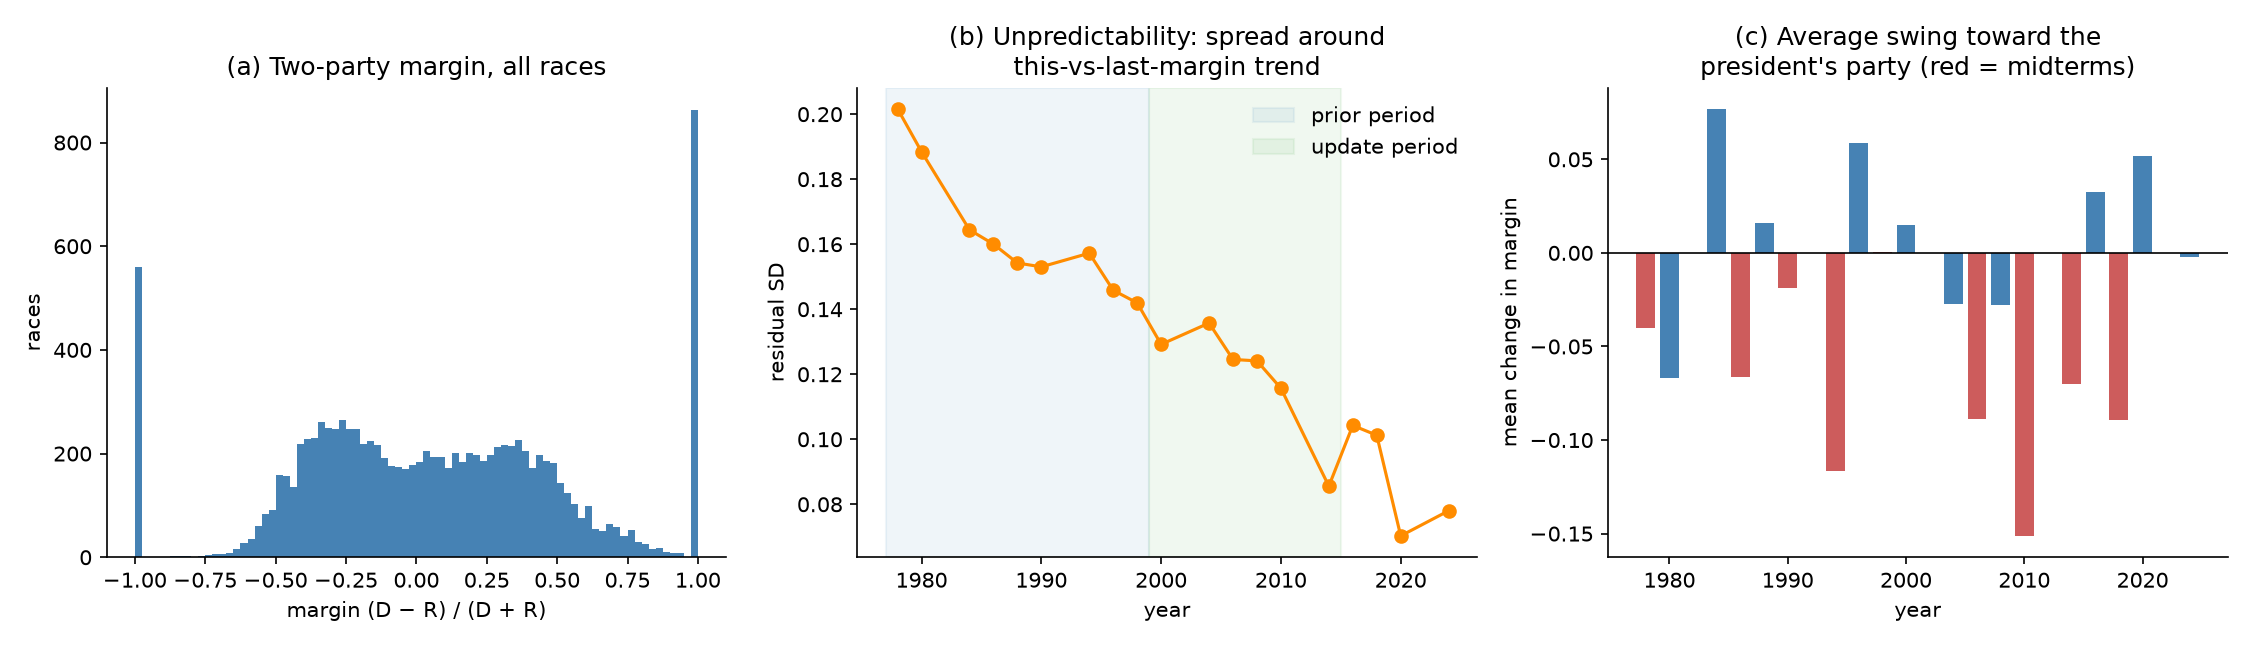 (a) Two-party margin, all races
800
600
400
200
0
races
−1.00 −0.75 −0.50 −0.25 0.00 0.25 0.50 0.75 1.00
margin (D − R) / (D + R)
(b) Unpredictability: spread around
this-vs-last-margin trend
prior period
update period
0.20
0.18
0.16
0.14
0.12
0.10
0.08
residual SD
1980 1990 2000 2010 2020
year
(c) Average swing toward the
president's party (red = midterms)
0.05
0.00
−0.05
−0.10
−0.15
mean change in margin
1980 1990 2000 2010 2020
year